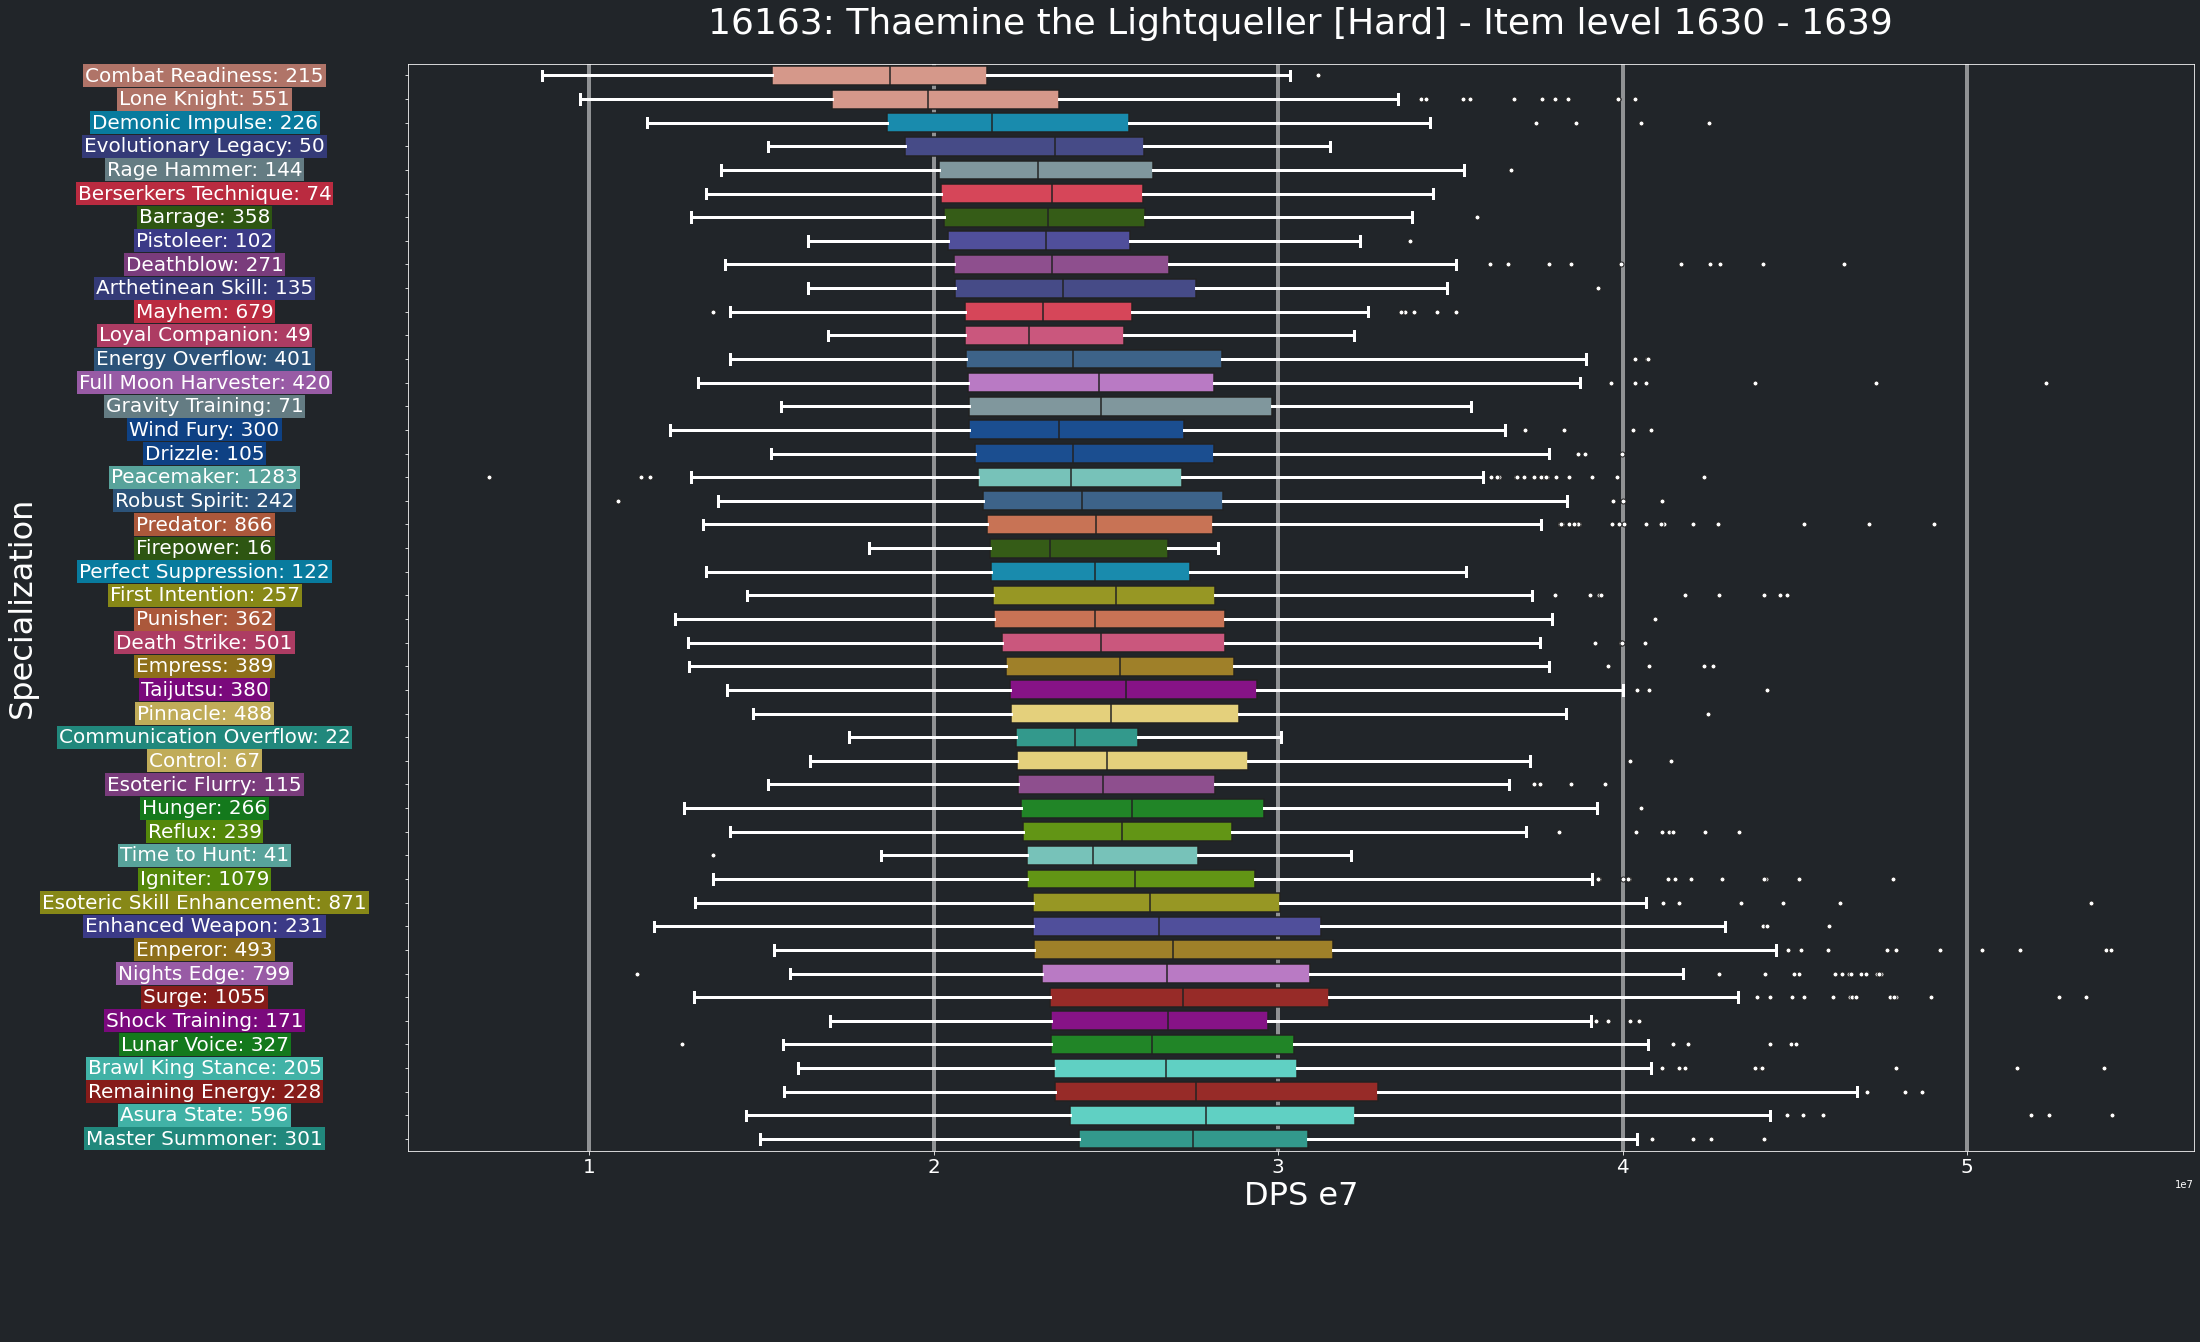 16163: Thaemine the Lightqueller [Hard] - Item level 1630 - 1639
Specialization
Combat Readiness: 215
Lone Knight: 551
Demonic Impulse: 226
Evolutionary Legacy: 50
Rage Hammer: 144
Berserkers Technique: 74
Barrage: 358
Pistoleer: 102
Deathblow: 271
Arthetinean Skill: 135
Mayhem: 679
Loyal Companion: 49
Energy Overflow: 401
Full Moon Harvester: 420
Gravity Training: 71
Wind Fury: 300
Drizzle: 105
Peacemaker: 1283
Robust Spirit: 242
Predator: 866
Firepower: 16
Perfect Suppression: 122
First Intention: 257
Punisher: 362
Death Strike: 501
Empress: 389
Taijutsu: 380
Pinnacle: 488
Communication Overflow: 22
Control: 67
Esoteric Flurry: 115
Hunger: 266
Reflux: 239
Time to Hunt: 41
Igniter: 1079
Esoteric Skill Enhancement: 871
Enhanced Weapon: 231
Emperor: 493
Nights Edge: 799
Surge: 1055
Shock Training: 171
Lunar Voice: 327
Brawl King Stance: 205
Remaining Energy: 228
Asura State: 596
Master Summoner: 301
1 2 3 4 5
1e7
DPS e7